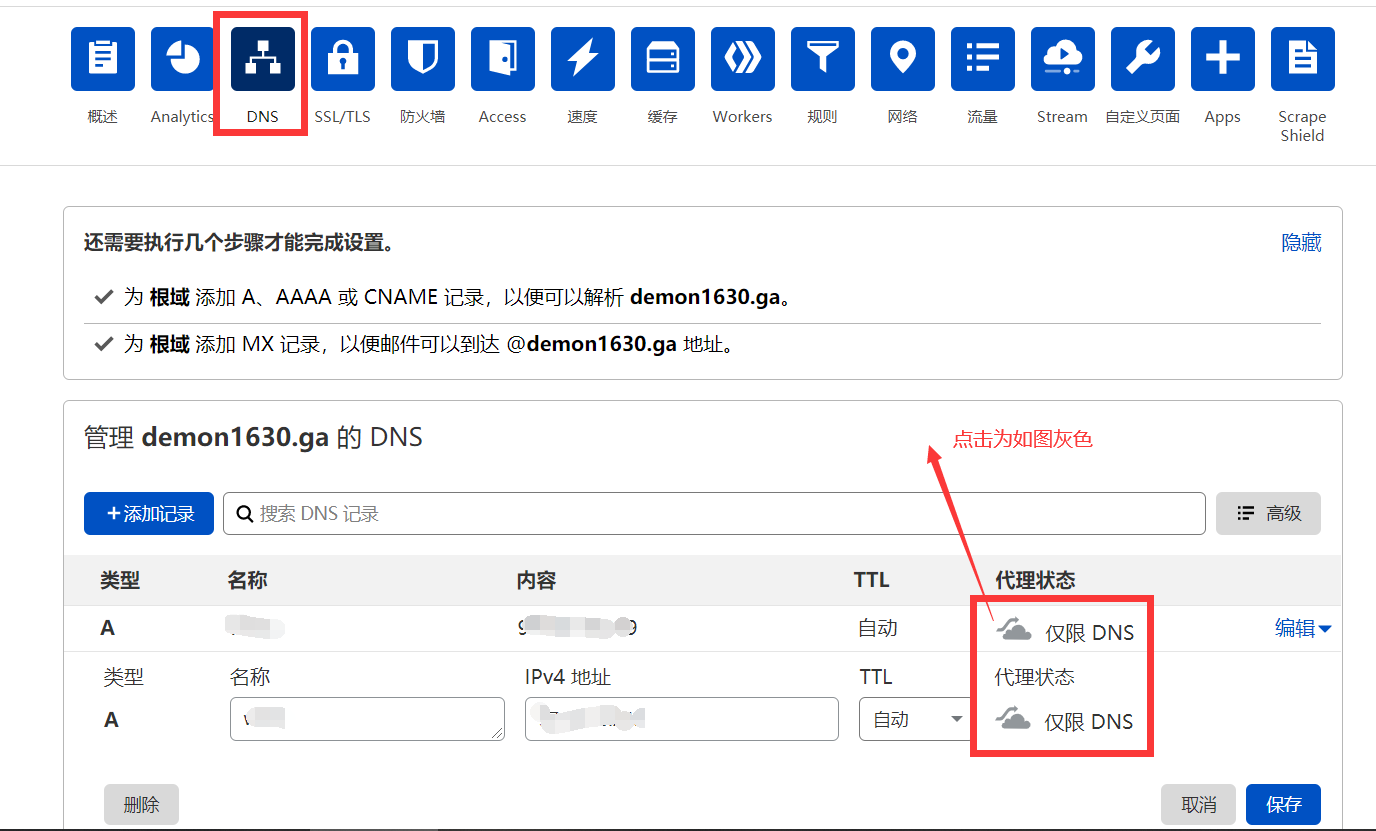 概述 Analytics DNS SSL/TLS 防火墙 Access 速度 缓存 Workers 规则 网络 流量 Stream 自定义页面 Apps Scrape
Shield
还需要执行几个步骤才能完成设置。 隐藏
为 根域 添加 A、AAAA 或 CNAME 记录，以便可以解析 demon1630.ga。
为 根域 添加 MX 记录，以便邮件可以到达 @demon1630.ga 地址。
管理 demon1630.ga 的 DNS
点击为如图灰色
+添加记录 搜索 DNS 记录 高级
类型 名称 内容 TTL 代理状态
A 自动 仅限 DNS 编辑
类型 名称 IPv4 地址 TTL 代理状态
A 自动 仅限 DNS
删除 取消 保存